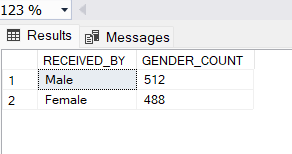 123 %
Results Messages
RECEIVED_BY GENDER_COUNT
1 Male 512
2 Female 488